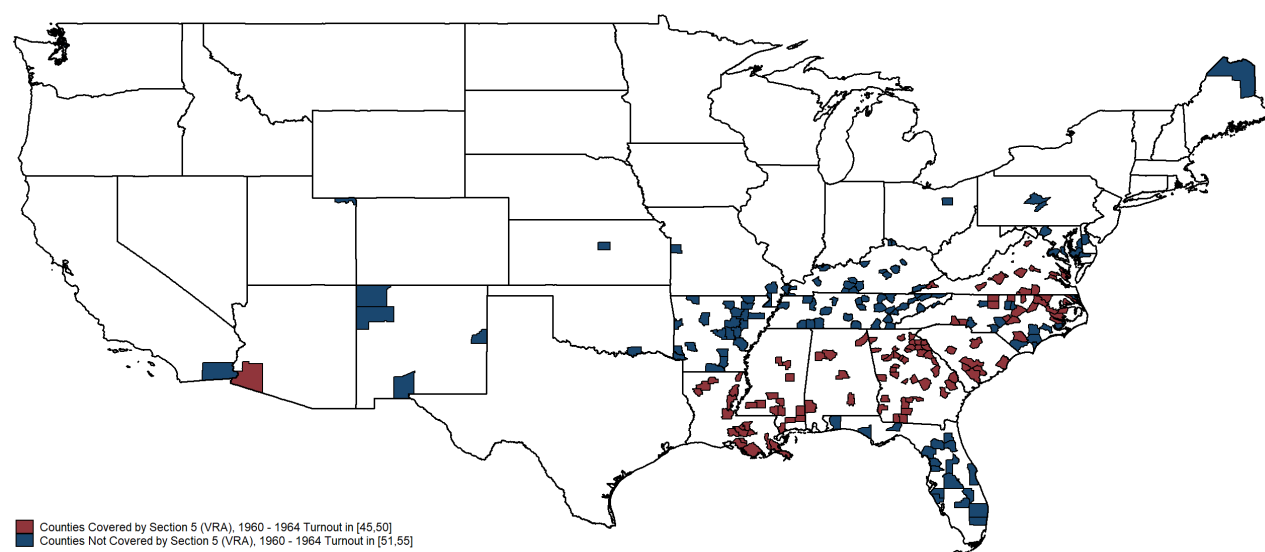 Counties Covered by Section 5 (VRA), 1960 - 1964 Turnout in [45,50]
Counties Not Covered by Section 5 (VRA), 1960 - 1964 Turnout in [51,55]